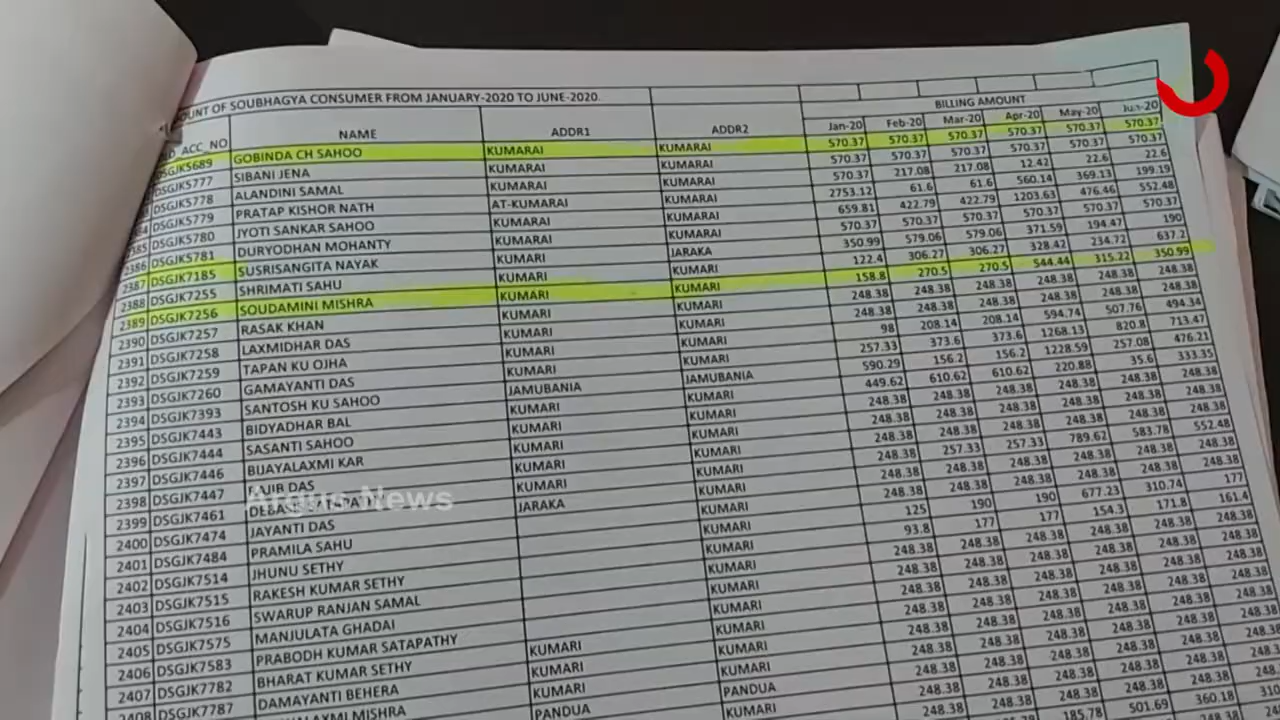 OUNT OF SOUBHAGYA CONSUMER FROM JANUARY-2020 TO JUNE-2020.
BILLING AMOUNT
ACC_NO NAME ADDR1 ADDR2 Jan-20 Feb-20 Mar-20 Apr-20 May-20 Jun-20
DSGJK5689 GOBINDA CH SAHOO KUMARAI KUMARAI 570.37 570.37 570.37 570.37 570.37 570.37
DSGJK5777 SIBANI JENA KUMARAI KUMARAI 570.37 570.37 570.37 570.37 570.37 570.37
DSGJK5778 ALANDINI SAMAL KUMARAI KUMARAI 570.37 217.08 217.08 12.42 22.6 22.6
DSGJK5779 PRATAP KISHOR NATH AT-KUMARAI KUMARAI 2753.12 61.6 61.6 560.14 369.13 199.19
2385 DSGJK5780 JYOTI SANKAR SAHOO KUMARAI KUMARAI 659.81 422.79 422.79 1203.63 476.46 552.48
2386 DSGJK5781 DURYODHAN MOHANTY KUMARAI KUMARAI 570.37 570.37 570.37 570.37 570.37 570.37
2387 DSGJK7185 SUSRISANGITA NAYAK KUMARI JARAKA 350.99 579.06 579.06 371.59 194.47 190
2388 DSGJK7255 SHRIMATI SAHU KUMARI KUMARI 122.4 306.27 306.27 328.42 234.72 637.2
2389 DSGJK7256 SOUDAMINI MISHRA KUMARI KUMARI 158.8 270.5 270.5 544.44 315.22 350.99
2390 DSGJK7257 RASAK KHAN KUMARI KUMARI 248.38 248.38 248.38 248.38 248.38 248.38
2391 DSGJK7258 LAXMIDHAR DAS KUMARI KUMARI 248.38 248.38 248.38 248.38 248.38 248.38
2392 DSGJK7259 TAPAN KU OJHA KUMARI KUMARI 98 208.14 208.14 594.74 507.76 494.34
2393 DSGJK7260 GAMAYANTI DAS KUMARI KUMARI 257.33 373.6 373.6 1268.13 820.8 713.47
2394 DSGJK7393 SANTOSH KU SAHOO JAMUBANIA JAMUBANIA 590.29 156.2 156.2 1228.59 257.08 476.21
2395 DSGJK7443 BIDYADHAR BAL KUMARI KUMARI 449.62 610.62 610.62 220.88 35.6 333.35
2396 DSGJK7444 SASANTI SAHOO KUMARI KUMARI 248.38 248.38 248.38 248.38 248.38 248.38
2397 DSGJK7446 BIJAYALAXMI KAR KUMARI KUMARI 248.38 248.38 248.38 248.38 248.38 248.38
2398 DSGJK7447 DAS KUMARI KUMARI 248.38 248.38 248.38 248.38 248.38 248.38
2399 DSGJK7461 KUMARI KUMARI 248.38 257.33 257.33 789.62 583.78 552.48
2400 DSGJK7474 JAYANTI DAS JARAKA KUMARI 248.38 248.38 248.38 248.38 248.38 248.38
2401 DSGJK7484 PRAMILA SAHU KUMARI 248.38 248.38 248.38 248.38 248.38 248.38
2402 DSGJK7514 JHUNU SETHY KUMARI 125 190 190 677.23 310.74 177
2403 DSGJK7515 RAKESH KUMAR SETHY KUMARI 93.8 177 177 154.3 171.8 161.4
2404 DSGJK7516 SWARUP RANJAN SAMAL KUMARI 248.38 248.38 248.38 248.38 248.38 248.38
2405 DSGJK7575 MANJULATA GHADAI KUMARI 248.38 248.38 248.38 248.38 248.38 248.38
2406 DSGJK7583 PRABODH KUMAR SATAPATHY KUMARI KUMARI 248.38 248.38 248.38 248.38 248.38 248.38
2407 DSGJK7782 BHARAT KUMAR SETHY KUMARI KUMARI 248.38 248.38 248.38 248.38 248.38 248.38
2408 DSGJK7787 DAMAYANTI BEHERA KUMARI PANDUA 248.38 248.38 248.38 248.38 248.38 248.38
MISHRA PANDUA KUMARI 248.38 185.78 501.69 360.18
Argus News